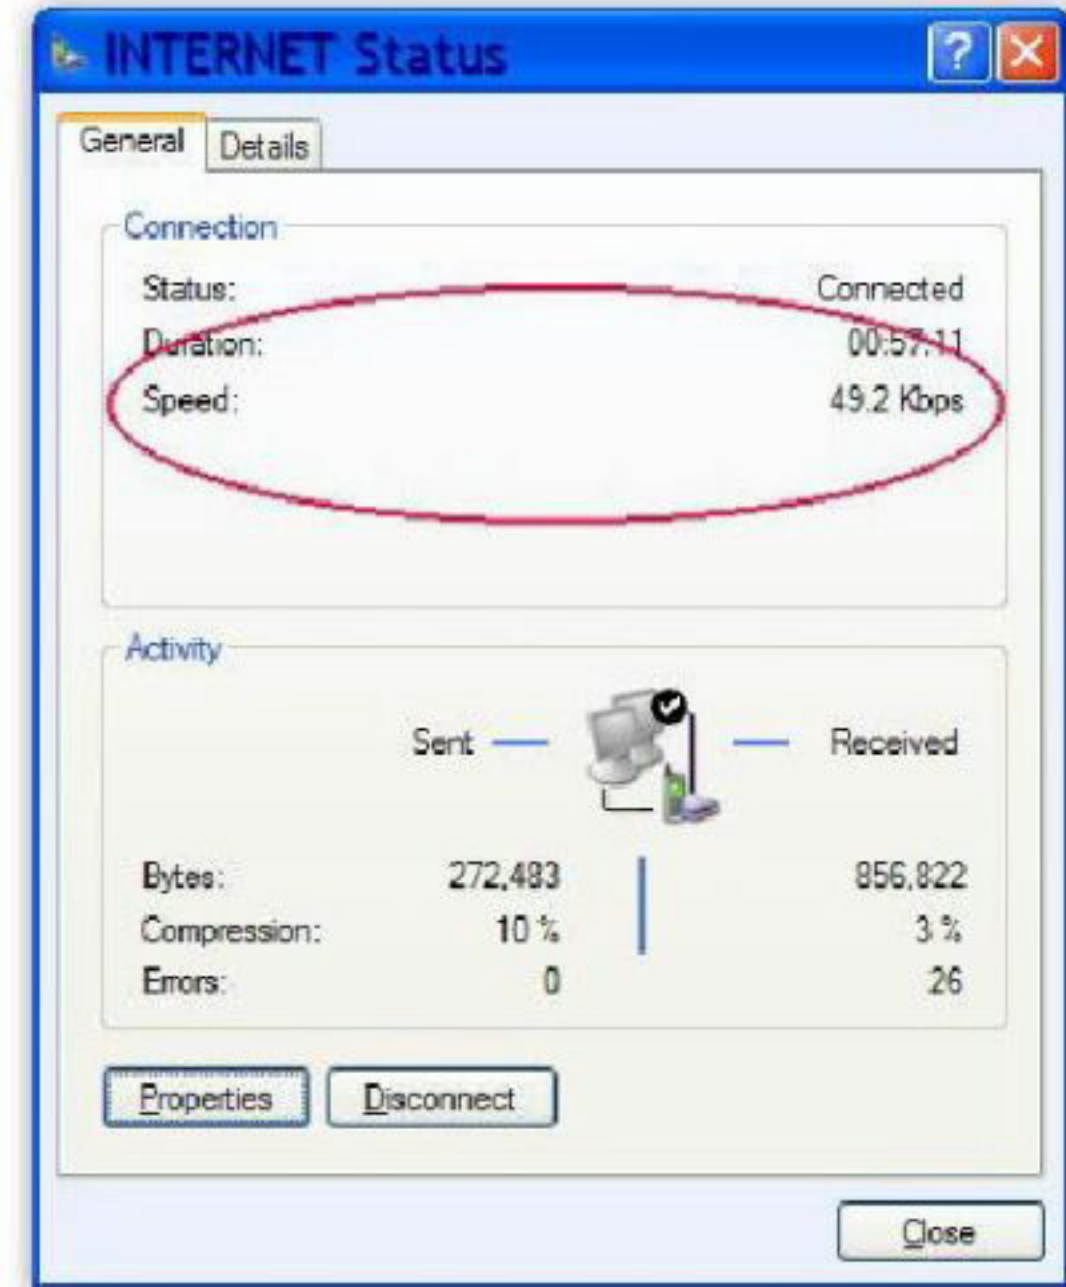 INTERNET Status
General Details
Connection
Status: Connected
Duration: 00:57:11
Speed: 49.2 Kbps
Activity
Sent Received
Bytes: 272,483 856,822
Compression: 10 % 3 %
Errors: 0 26
Properties Disconnect
Close